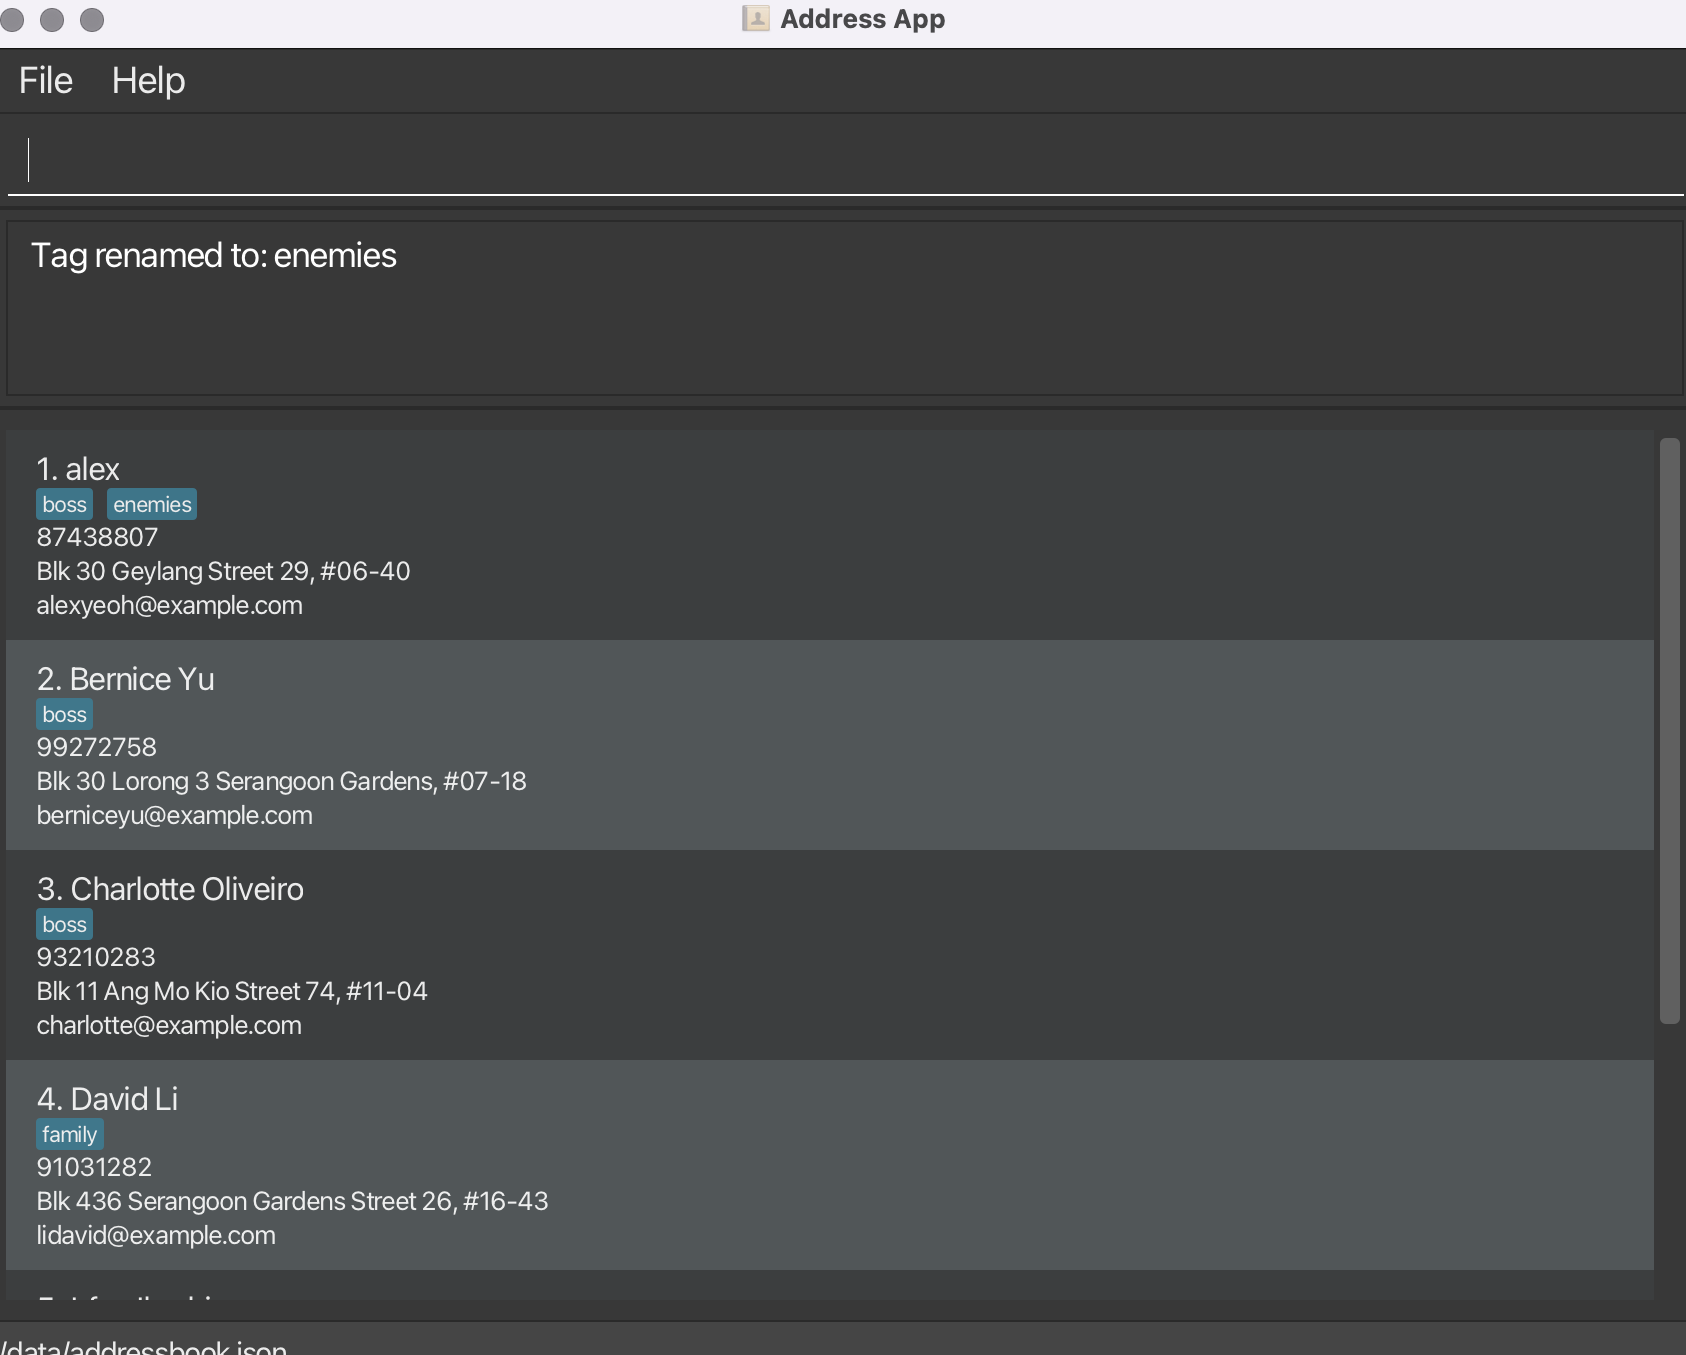 Address App
File Help
Tag renamed to: enemies
1. alex
boss enemies
87438807
Blk 30 Geylang Street 29, #06-40
alexyeoh@example.com
2. Bernice Yu
boss
99272758
Blk 30 Lorong 3 Serangoon Gardens, #07-18
berniceyu@example.com
3. Charlotte Oliveiro
boss
93210283
Blk 11 Ang Mo Kio Street 74, #11-04
charlotte@example.com
4. David Li
family
91031282
Blk 436 Serangoon Gardens Street 26, #16-43
lidavid@example.com
/data/addressbook.json